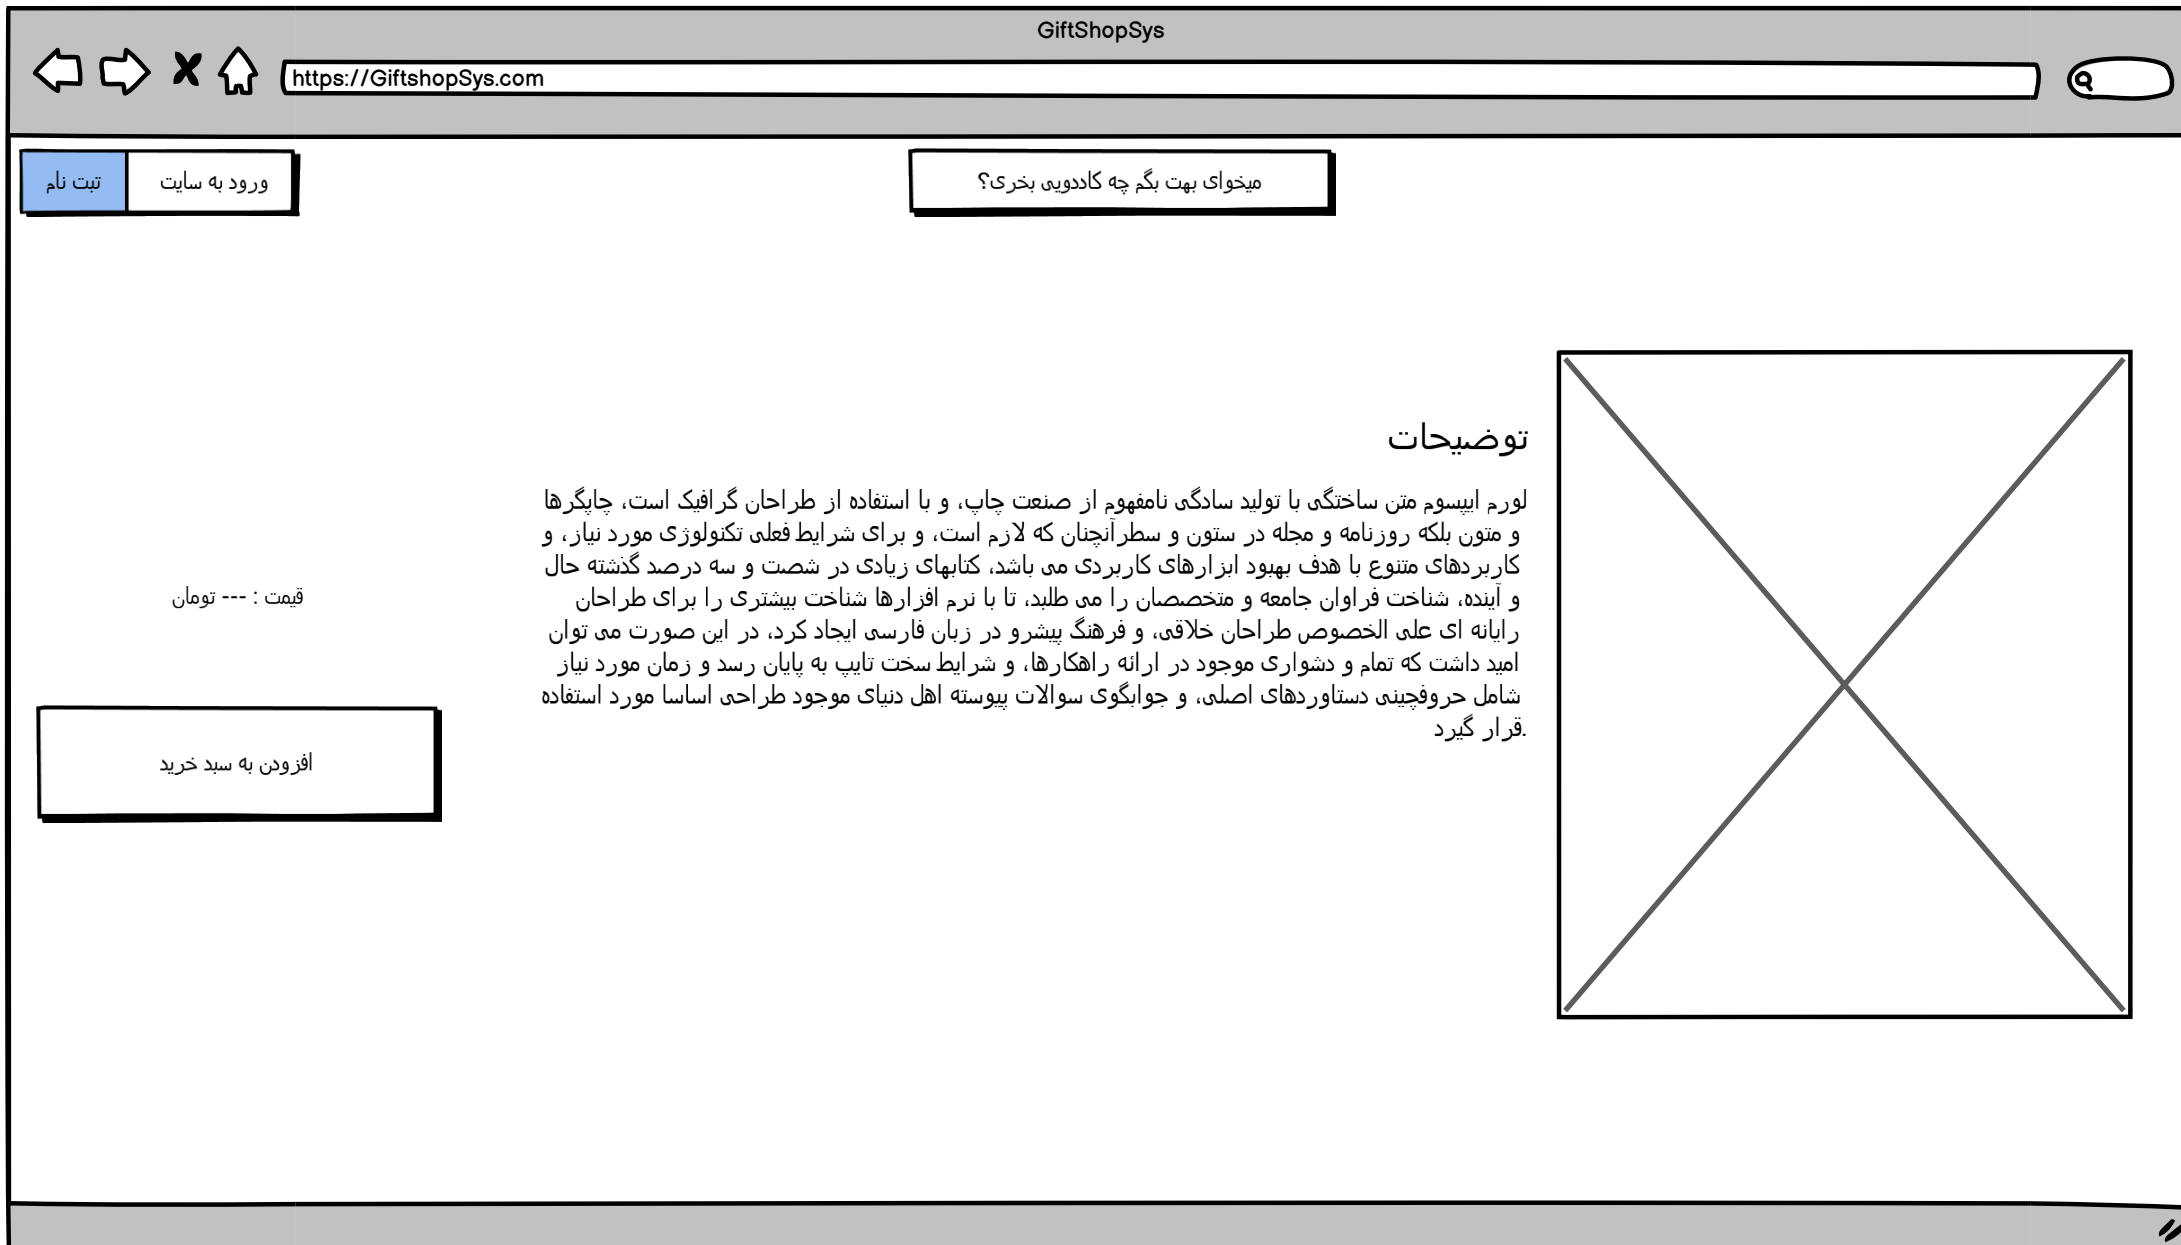 GiftShopSys
https://GiftshopSys.com
میخوای بهت بگم چه کاددویی بخری؟
ورود به سایت
ثبت نام
توضیحات
لورم ایپسوم متن ساختگی با تولید سادگی نامفهوم از صنعت چاپ، و با استفاده از طراحان گرافیک است، چاپگرها
و متون بلکه روزنامه و مجله در ستون و سطرآنچنان که لازم است، و برای شرایط فعلی تکنولوژی مورد نیاز، و
کاربردهای متنوع با هدف بهبود ابزارهای کاربردی می باشد، کتابهای زیادی در شصت و سه درصد گذشته حال
و آینده، شناخت فراوان جامعه و متخصصان را می طلبد، تا با نرم افزارها شناخت بیشتری را برای طراحان
رایانه ای علی الخصوص طراحان خلاقی، و فرهنگ پیشرو در زبان فارسی ایجاد کرد، در این صورت می توان
امید داشت که تمام و دشواری موجود در ارائه راهکارها، و شرایط سخت تایپ به پایان رسد و زمان مورد نیاز
شامل حروفچینی دستاوردهای اصلی، و جوابگوی سوالات پیوسته اهل دنیای موجود طراحی اساسا مورد استفاده
.قرار گیرد
قیمت : --- تومان
افزودن به سبد خرید